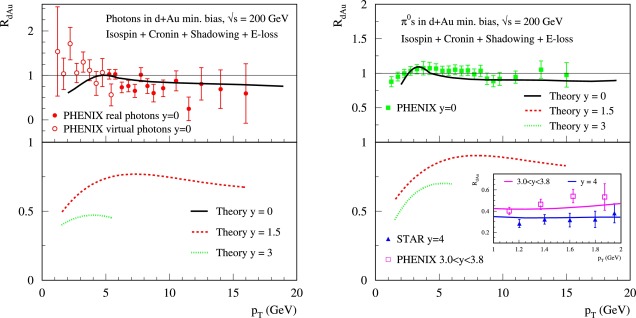 R_dAu
Photons in d+Au min. bias, √s = 200 GeV
Isospin + Cronin + Shadowing + E-loss
2
1
0
PHENIX real photons y=0
PHENIX virtual photons y=0
Theory y = 0
Theory y = 1.5
Theory y = 3
0.5
0
0 5 10 15 20
p_T (GeV)
R_dAu
π⁰s in d+Au min. bias, √s = 200 GeV
Isospin + Cronin + Shadowing + E-loss
2
1.5
1
0.5
PHENIX y=0
Theory y = 0
Theory y = 1.5
Theory y = 3
R_dAu
3.0<y<3.8
y = 4
0.6
0.4
0.2
1 1.2 1.4 1.6 1.8 2
p_T (GeV)
STAR y=4
PHENIX 3.0<y<3.8
0.5
0
0 5 10 15 20
p_T (GeV)